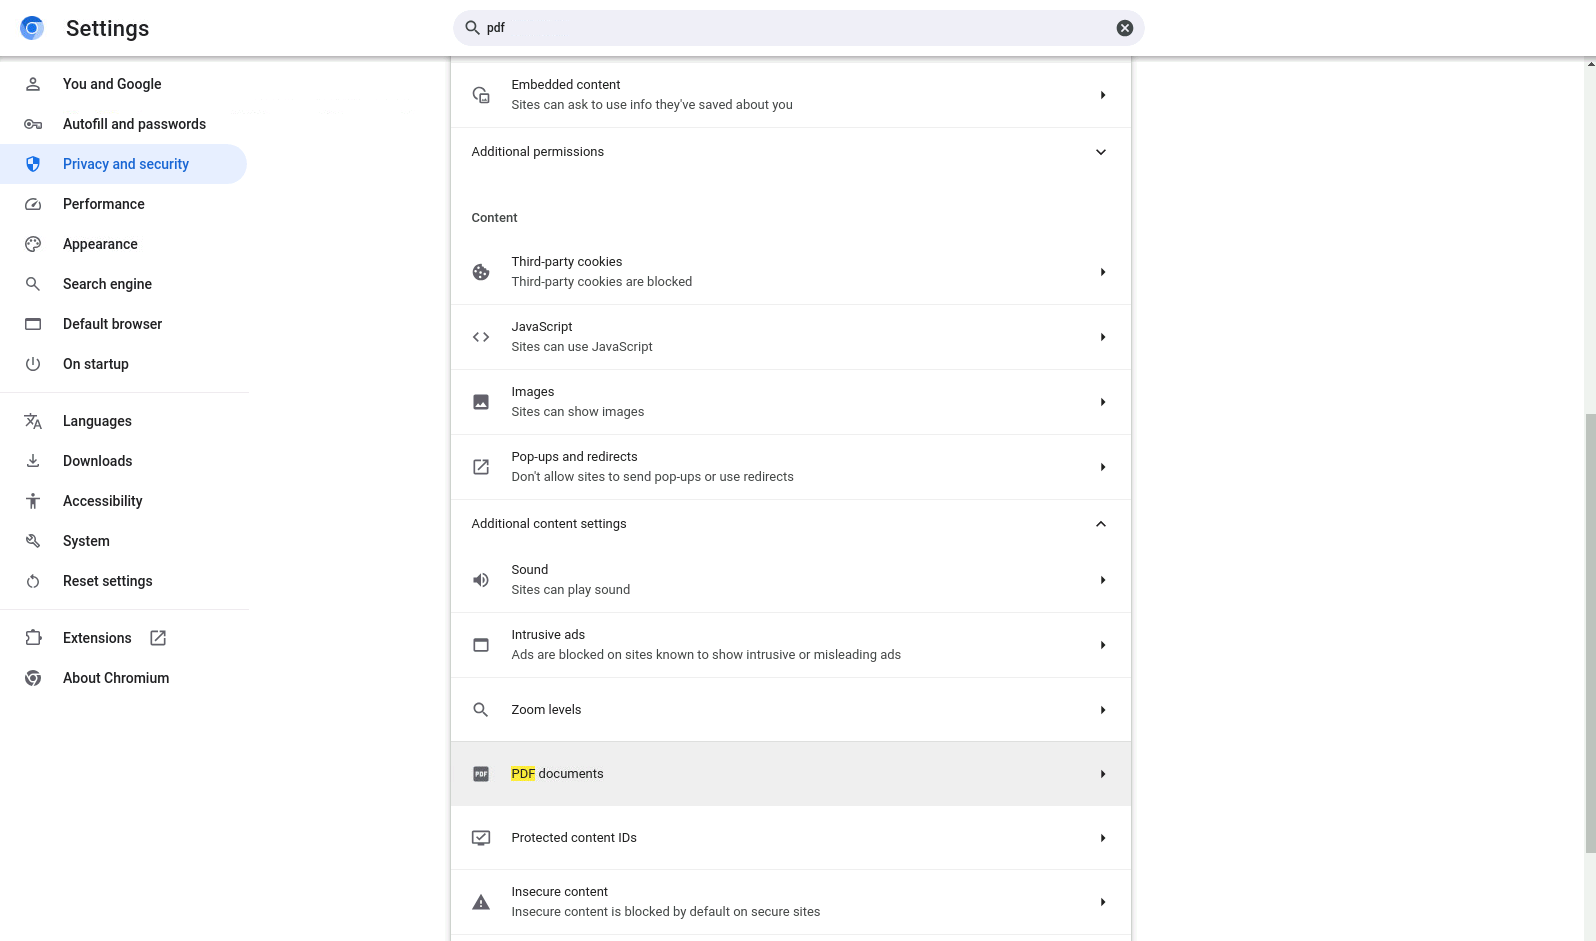 Settings
pdf
You and Google
Autofill and passwords
Privacy and security
Performance
Appearance
Search engine
Default browser
On startup
Languages
Downloads
Accessibility
System
Reset settings
Extensions
About Chromium
Embedded content
Sites can ask to use info they've saved about you
Additional permissions
Content
Third-party cookies
Third-party cookies are blocked
JavaScript
Sites can use JavaScript
Images
Sites can show images
Pop-ups and redirects
Don't allow sites to send pop-ups or use redirects
Additional content settings
Sound
Sites can play sound
Intrusive ads
Ads are blocked on sites known to show intrusive or misleading ads
Zoom levels
PDF
PDF documents
Protected content IDs
Insecure content
Insecure content is blocked by default on secure sites